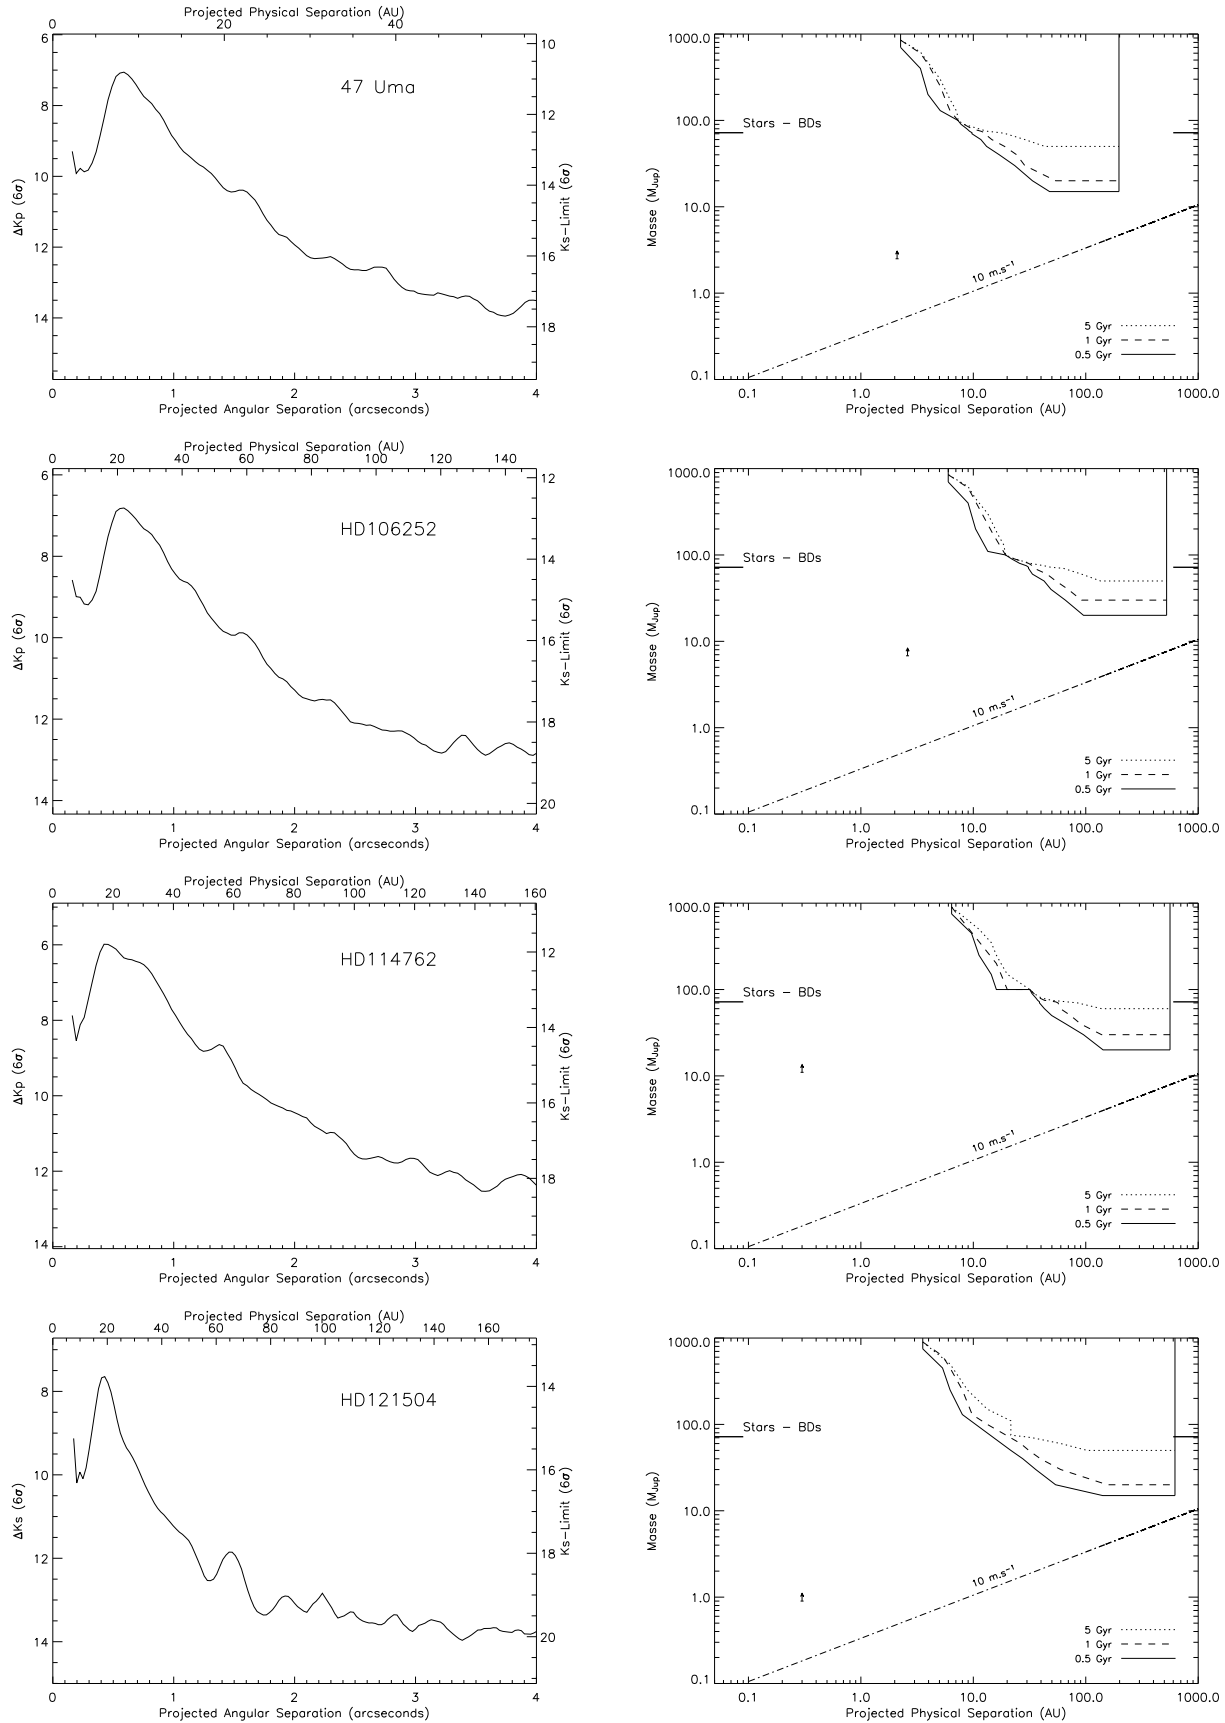 Projected Physical Separation (AU)
0 20 40
6 8 10 12 14
ΔKp (6σ)
10 12 14 16 18
Ks-Limit (6σ)
47 Uma
0 1 2 3 4
Projected Angular Separation (arcseconds)
1000.0
100.0
10.0
1.0
0.1
Masse (MJup)
Stars - BDs
10 m.s⁻¹
5 Gyr
1 Gyr
0.5 Gyr
0.1 1.0 10.0 100.0 1000.0
Projected Physical Separation (AU)
Projected Physical Separation (AU)
0 20 40 60 80 100 120 140
6 8 10 12 14
ΔKp (6σ)
12 14 16 18 20
Ks-Limit (6σ)
HD106252
0 1 2 3 4
Projected Angular Separation (arcseconds)
1000.0
100.0
10.0
1.0
0.1
Masse (MJup)
Stars - BDs
10 m.s⁻¹
5 Gyr
1 Gyr
0.5 Gyr
0.1 1.0 10.0 100.0 1000.0
Projected Physical Separation (AU)
Projected Physical Separation (AU)
0 20 40 60 80 100 120 140 160
6 8 10 12 14
ΔKp (6σ)
12 14 16 18
Ks-Limit (6σ)
HD114762
0 1 2 3 4
Projected Angular Separation (arcseconds)
1000.0
100.0
10.0
1.0
0.1
Masse (MJup)
Stars - BDs
10 m.s⁻¹
5 Gyr
1 Gyr
0.5 Gyr
0.1 1.0 10.0 100.0 1000.0
Projected Physical Separation (AU)
Projected Physical Separation (AU)
0 20 40 60 80 100 120 140 160
8 10 12 14
ΔKs (6σ)
14 16 18 20
Ks-Limit (6σ)
HD121504
0 1 2 3 4
Projected Angular Separation (arcseconds)
1000.0
100.0
10.0
1.0
0.1
Masse (MJup)
Stars - BDs
10 m.s⁻¹
5 Gyr
1 Gyr
0.5 Gyr
0.1 1.0 10.0 100.0 1000.0
Projected Physical Separation (AU)